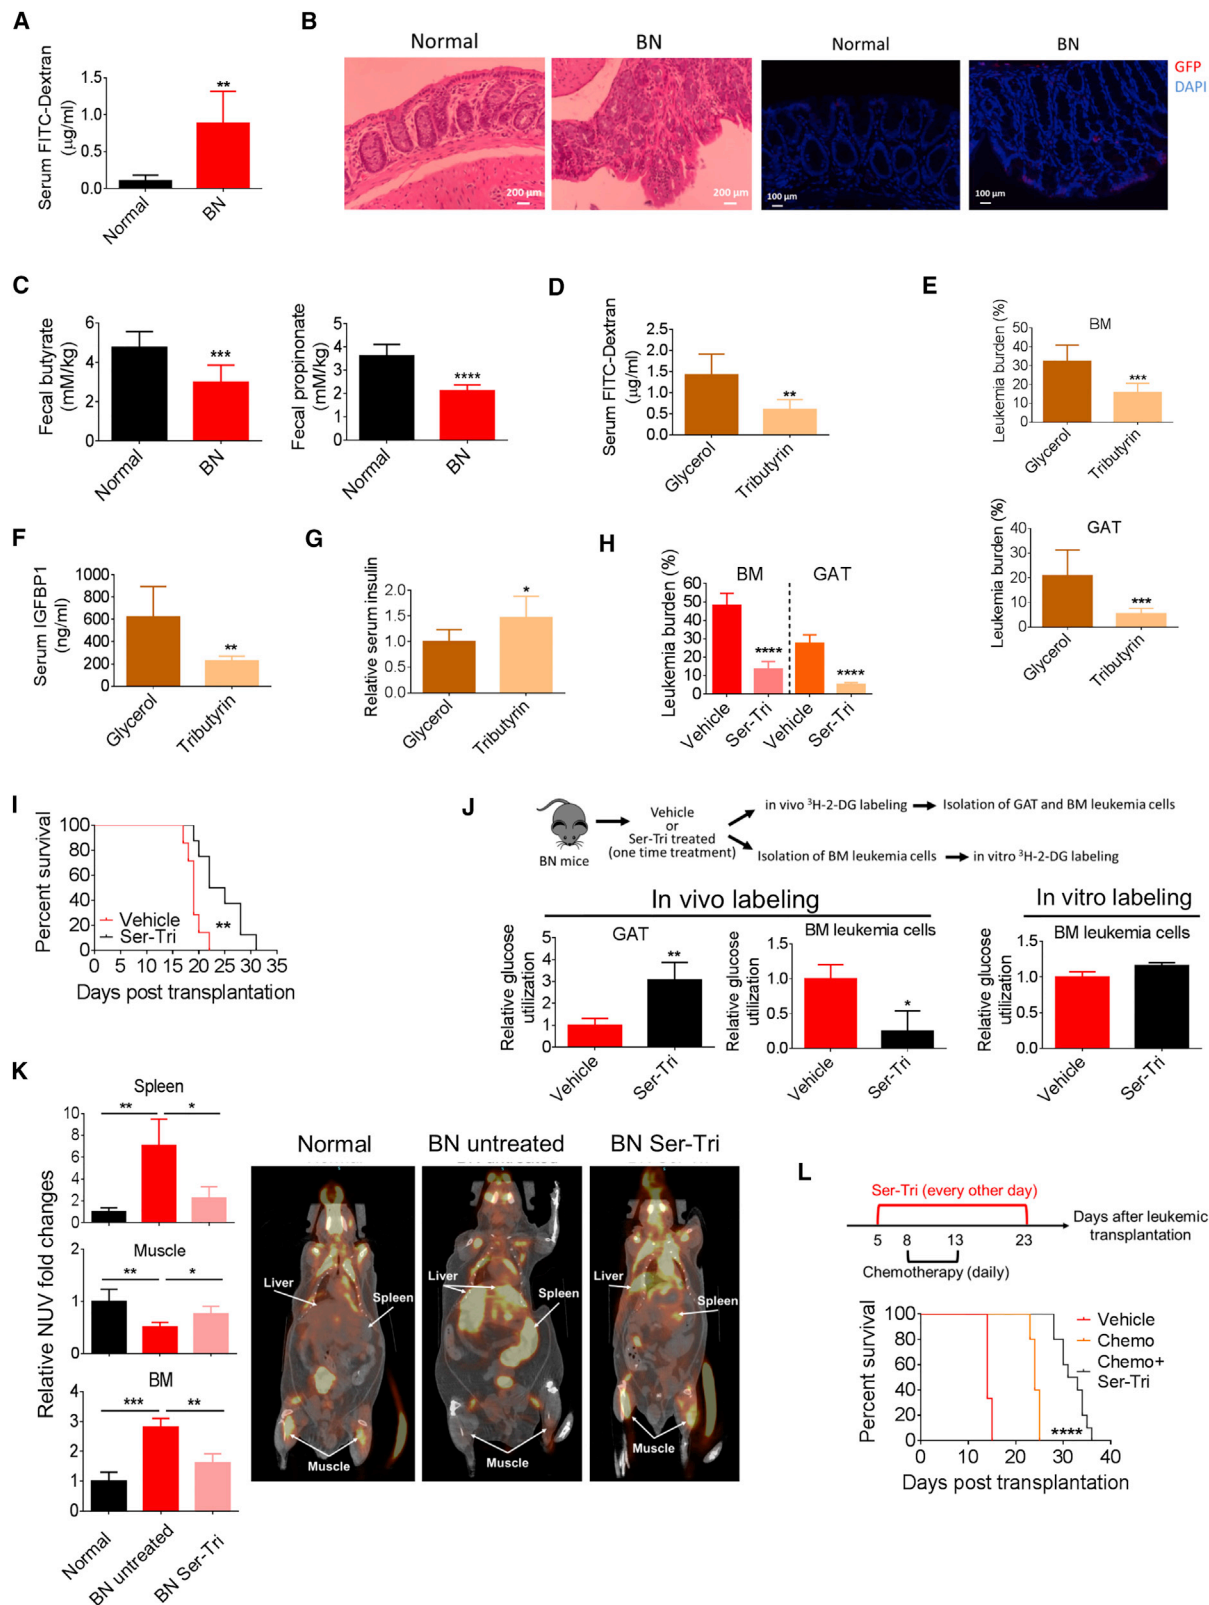 A
Serum FITC-Dextran
(μg/ml)
1.5
1.0
0.5
0.0
**
Normal
BN
B
Normal
BN
Normal
BN
GFP
DAPI
200 μm
200 μm
100 μm
100 μm
C
Fecal butyrate
(mM/kg)
6
4
2
0
***
Normal
BN
Fecal propinonate
(mM/kg)
5
4
3
2
1
0
****
Normal
BN
D
Serum FITC-Dextran
(μg/ml)
2.5
2.0
1.5
1.0
0.5
0.0
**
Glycerol
Tributyrin
E
Leukemia burden (%)
BM
50
40
30
20
10
0
***
Glycerol
Tributyrin
Leukemia burden (%)
GAT
40
30
20
10
0
***
Glycerol
Tributyrin
F
Serum IGFBP1
(ng/ml)
1000
800
600
400
200
0
**
Glycerol
Tributyrin
G
Relative serum insulin
2.0
1.5
1.0
0.5
0.0
*
Glycerol
Tributyrin
H
Leukemia burden (%)
BM
GAT
60
50
40
30
20
10
0
****
****
Vehicle
Ser-Tri
Vehicle
Ser-Tri
I
Percent survival
100
80
60
40
20
0
Vehicle
Ser-Tri
**
0 5 10 15 20 25 30 35
Days post transplantation
J
BN mice
Vehicle
or
Ser-Tri treated
(one time treatment)
in vivo ³H-2-DG labeling
Isolation of GAT and BM leukemia cells
Isolation of BM leukemia cells
in vitro ³H-2-DG labeling
In vivo labeling
In vitro labeling
GAT
Relative glucose
utilization
5
4
3
2
1
0
**
Vehicle
Ser-Tri
BM leukemia cells
Relative glucose
utilization
1.5
1.0
0.5
0.0
*
Vehicle
Ser-Tri
BM leukemia cells
Relative glucose
utilization
1.5
1.0
0.5
0.0
Vehicle
Ser-Tri
K
Relative NUV fold changes
Spleen
10
8
6
4
2
0
** *
Muscle
2
1
0
** *
BM
4
3
2
1
0
*** **
Normal
BN untreated
BN Ser-Tri
Normal
BN untreated
BN Ser-Tri
Liver
Spleen
Muscle
Liver
Spleen
Muscle
Liver
Spleen
Muscle
L
Ser-Tri (every other day)
5 8 13 23
Days after leukemic
transplantation
Chemotherapy (daily)
Percent survival
100
80
60
40
20
0
Vehicle
Chemo
Chemo+
Ser-Tri
****
0 10 20 30 40
Days post transplantation